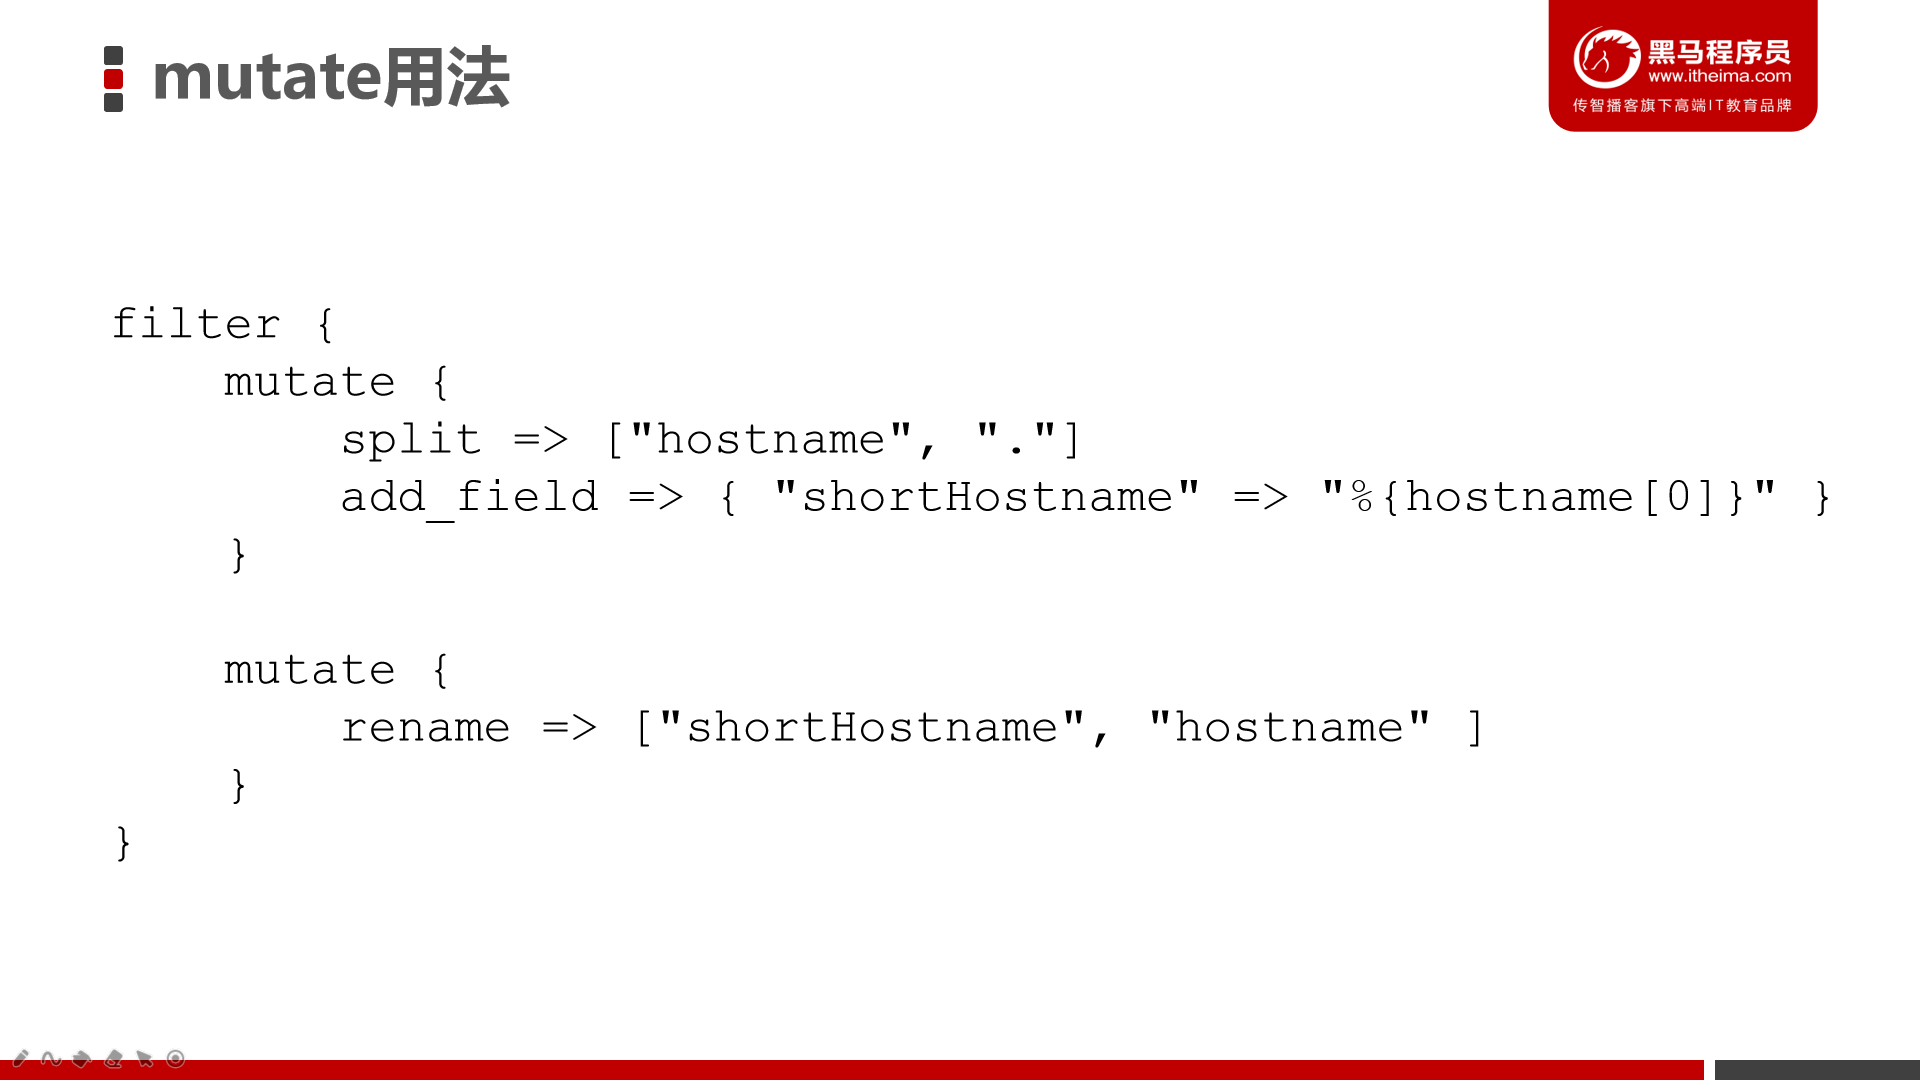 mutate用法
黑马程序员
www.itheima.com
传智播客旗下高端IT教育品牌
filter {
    mutate {
        split => ["hostname", "."]
        add_field => { "shortHostname" => "%{hostname[0]}" }
    }
    mutate {
        rename => ["shortHostname", "hostname" ]
    }
}